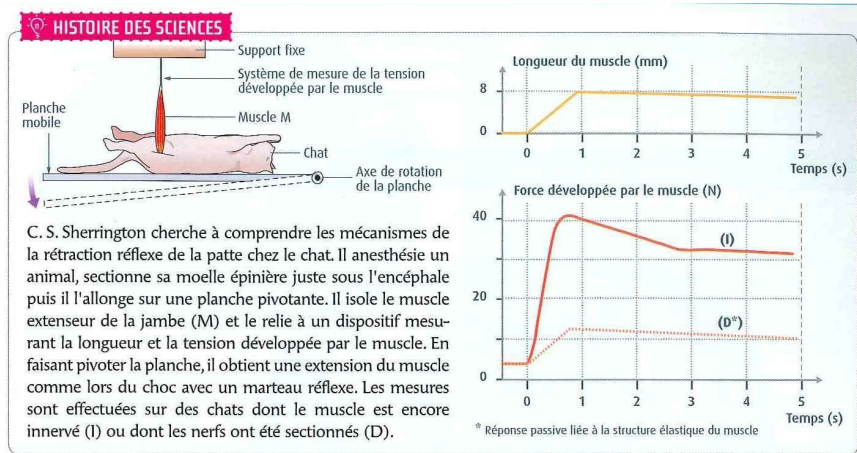 HISTOIRE DES SCIENCES
Support fixe
Système de mesure de la tension
développée par le muscle
Planche
mobile
Muscle M
Chat
Axe de rotation
de la planche
C. S. Sherrington cherche à comprendre les mécanismes de
la rétraction réflexe de la patte chez le chat. Il anesthésie un
animal, sectionne sa moelle épinière juste sous l'encéphale
puis il l'allonge sur une planche pivotante. Il isole le muscle
extenseur de la jambe (M) et le relie à un dispositif mesu-
rant la longueur et la tension développée par le muscle. En
faisant pivoter la planche, il obtient une extension du muscle
comme lors du choc avec un marteau réflexe. Les mesures
sont effectuées sur des chats dont le muscle est encore
innervé (I) ou dont les nerfs ont été sectionnés (D).
Longueur du muscle (mm)
8
0
0 1 2 3 4 5
Temps (s)
Force développée par le muscle (N)
40
(I)
20
(D*)
0
0 1 2 3 4 5
Temps (s)
* Réponse passive liée à la structure élastique du muscle